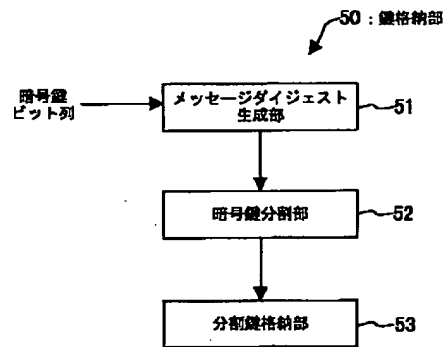 50:鍵格納部
暗号鍵
ビット列
メッセージダイジェスト
生成部
51
暗号鍵分割部
52
分割鍵格納部
53